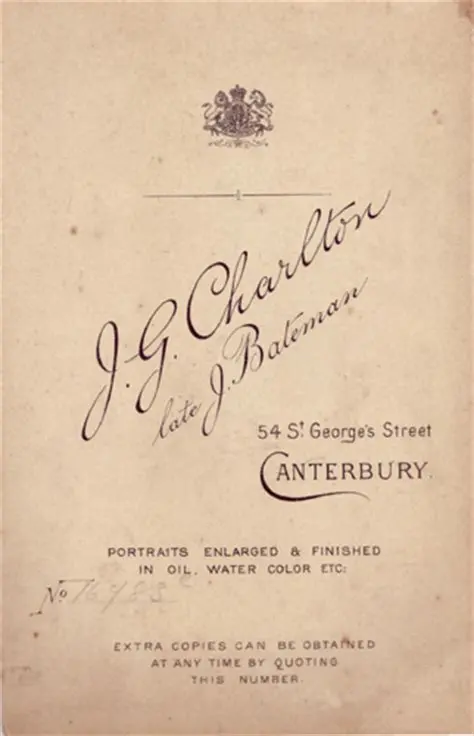 J. G. Charlton
late J. Bateman
54 St. George's Street
CANTERBURY.
PORTRAITS ENLARGED & FINISHED
IN OIL, WATER COLOR ETC:
No
EXTRA COPIES CAN BE OBTAINED
AT ANY TIME BY QUOTING
THIS NUMBER.